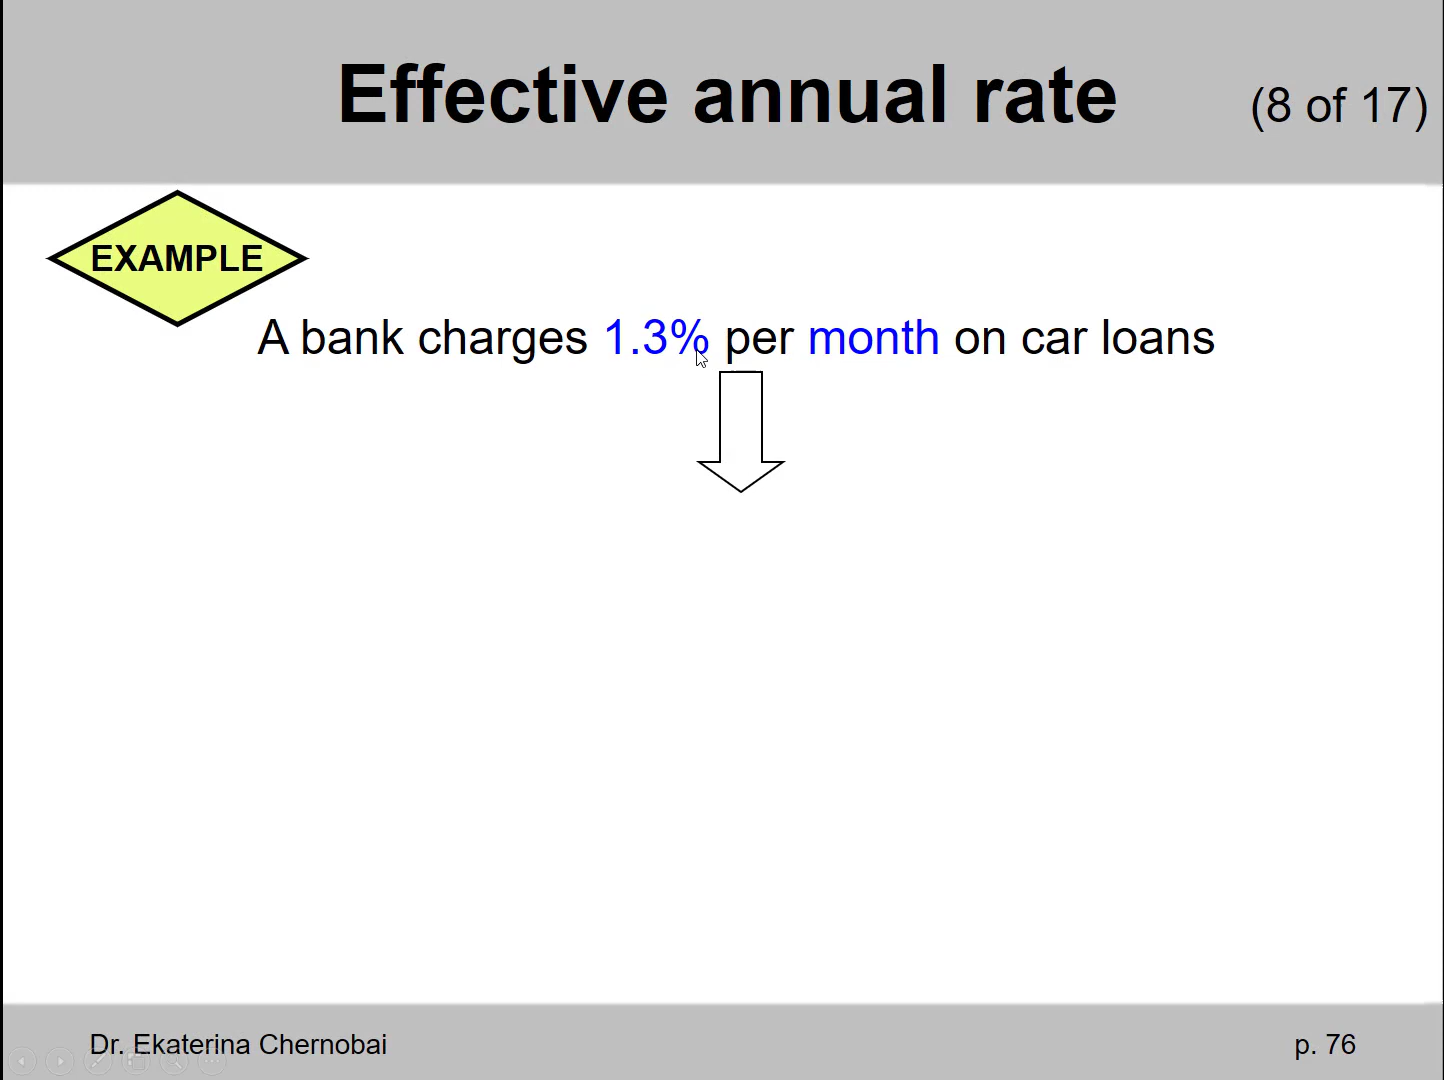 Effective annual rate
(8 of 17)
EXAMPLE
A bank charges 1.3% per month on car loans
Dr. Ekaterina Chernobai
p. 76